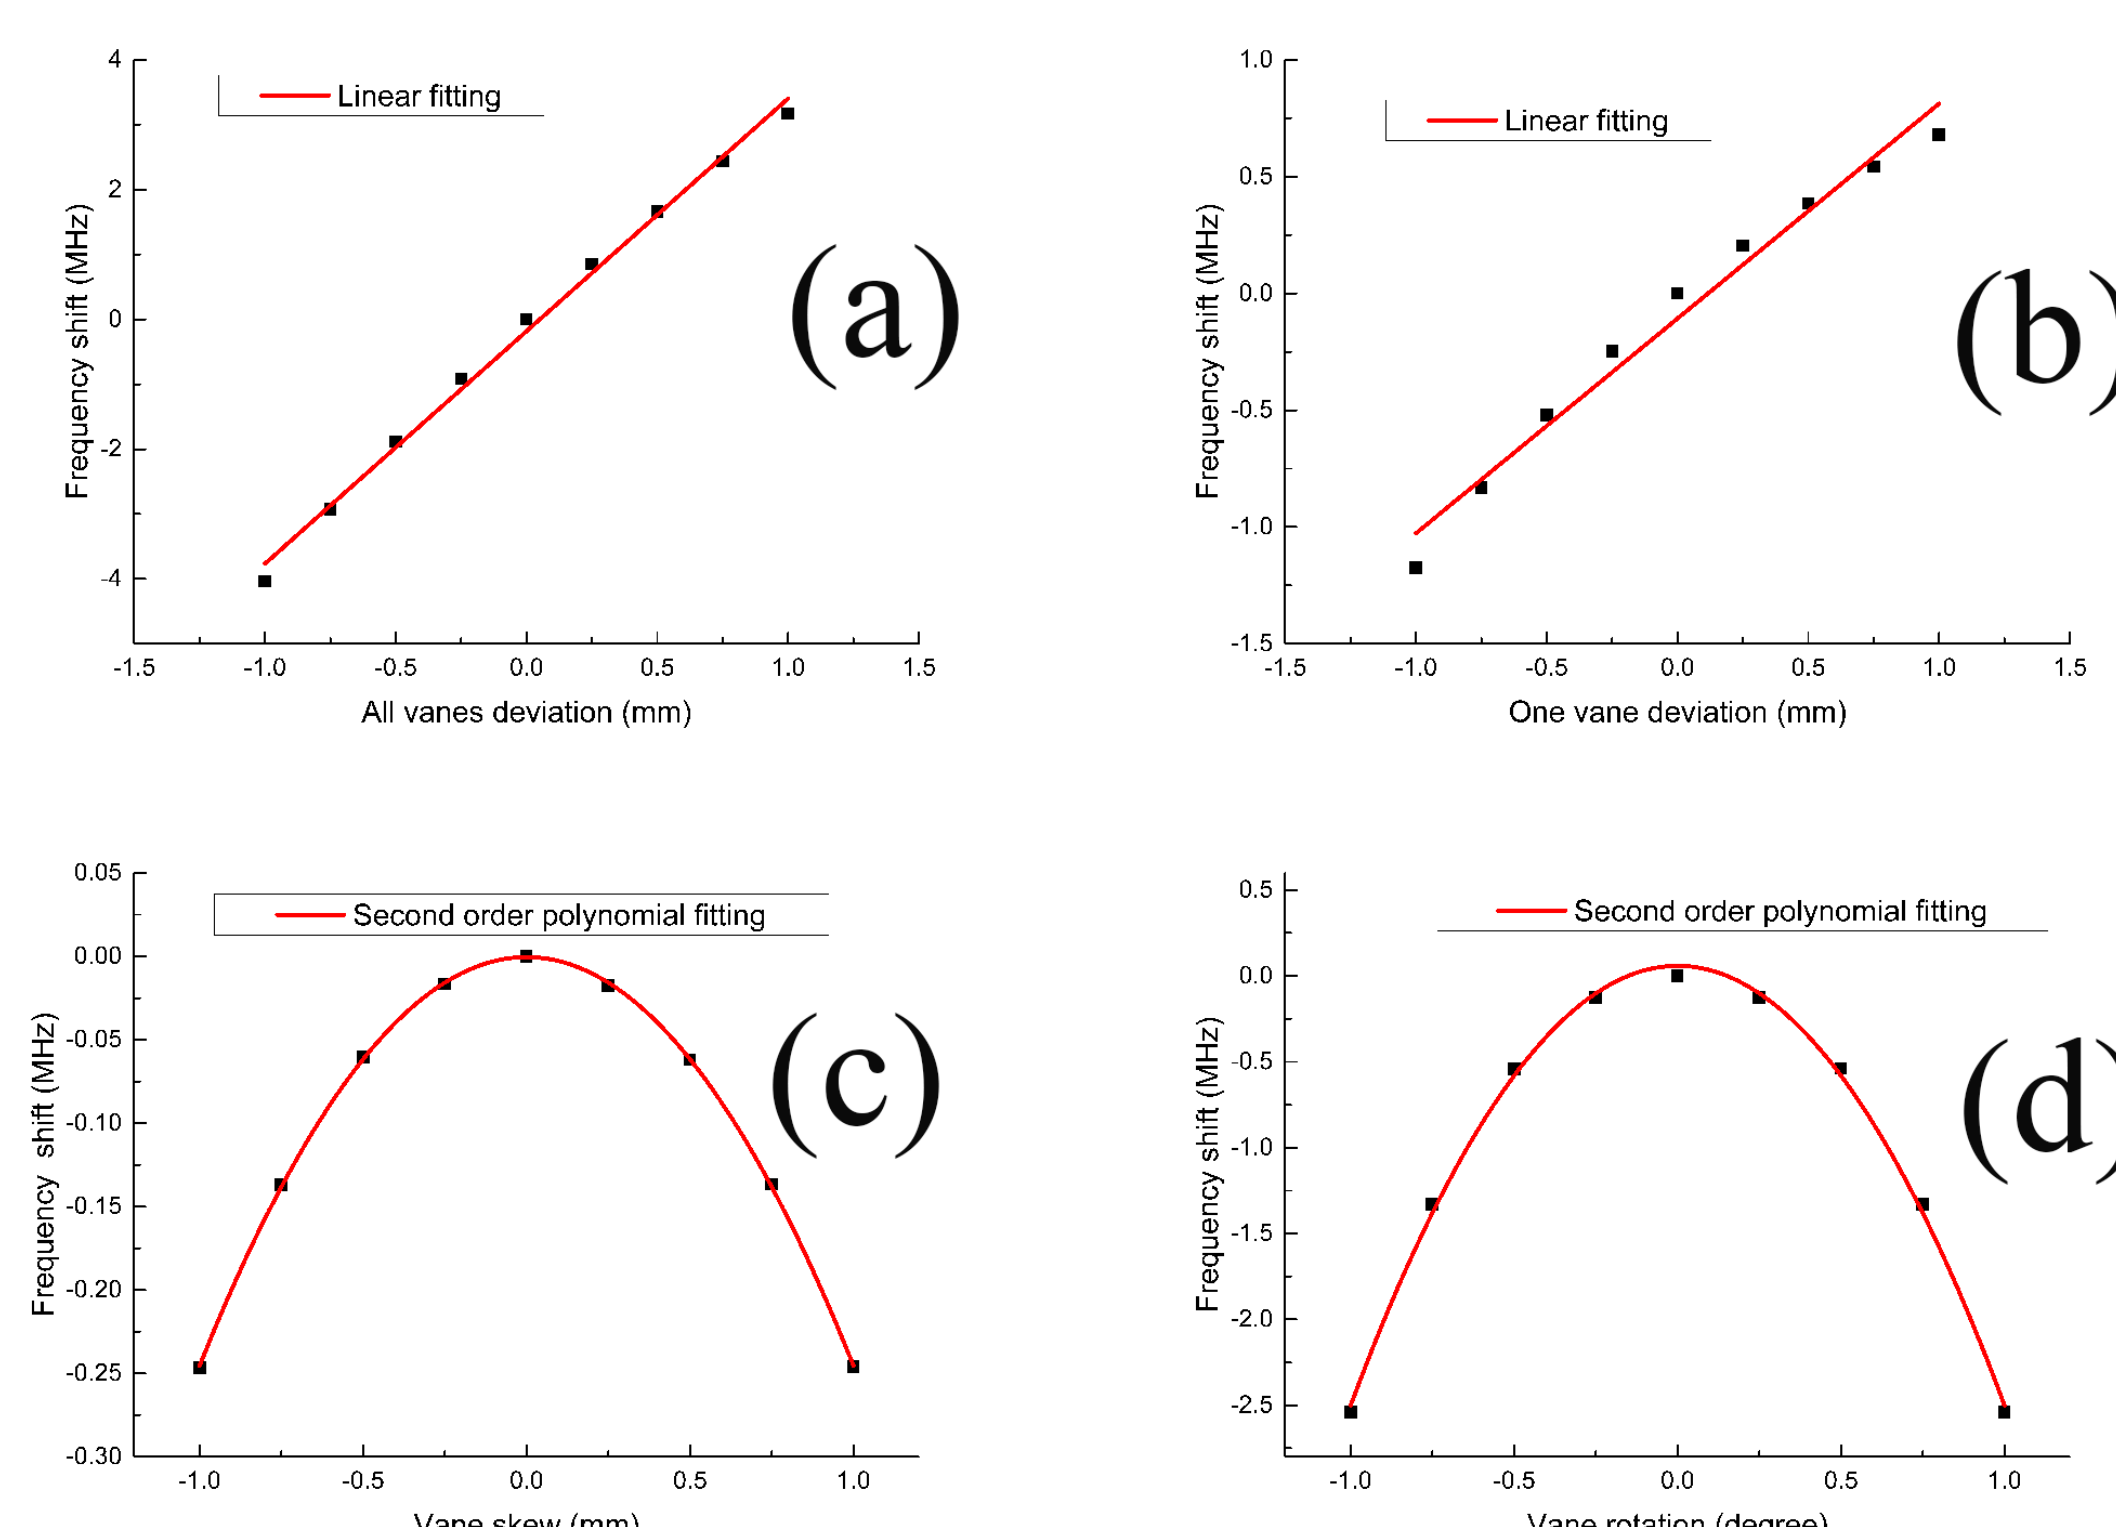 4
Linear fitting
2
0
-2
-4
Frequency shift (MHz)
(a)
-1.5 -1.0 -0.5 0.0 0.5 1.0 1.5
All vanes deviation (mm)
1.0
Linear fitting
0.5
0.0
-0.5
-1.0
-1.5
Frequency shift (MHz)
(b)
-1.5 -1.0 -0.5 0.0 0.5 1.0 1.5
One vane deviation (mm)
0.05
Second order polynomial fitting
0.00
-0.05
-0.10
-0.15
-0.20
-0.25
-0.30
Frequency shift (MHz)
(c)
-1.0 -0.5 0.0 0.5 1.0
Vane skew (mm)
0.5
Second order polynomial fitting
0.0
-0.5
-1.0
-1.5
-2.0
-2.5
Frequency shift (MHz)
(d)
-1.0 -0.5 0.0 0.5 1.0
Vane rotation (degree)